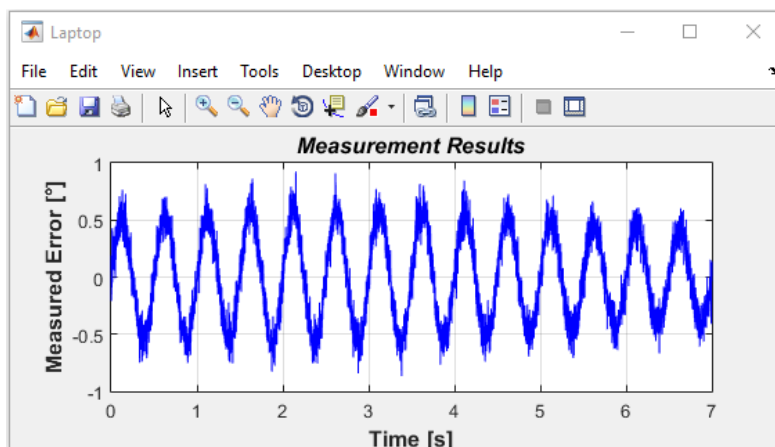 Laptop
File Edit View Insert Tools Desktop Window Help
Measurement Results
Measured Error [°]
1
0.5
0
-0.5
-1
0 1 2 3 4 5 6 7
Time [s]